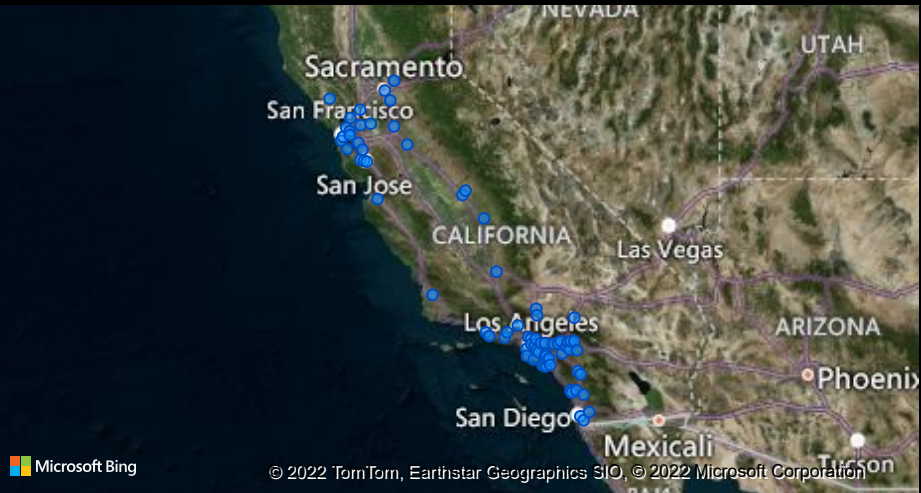 NEVADA
UTAH
Sacramento
San Francisco
San Jose
CALIFORNIA
Las Vegas
Los Angeles
ARIZONA
Phoenix
San Diego
Mexicali
Tucson
Microsoft Bing
© 2022 TomTom, Earthstar Geographics SIO, © 2022 Microsoft Corporation